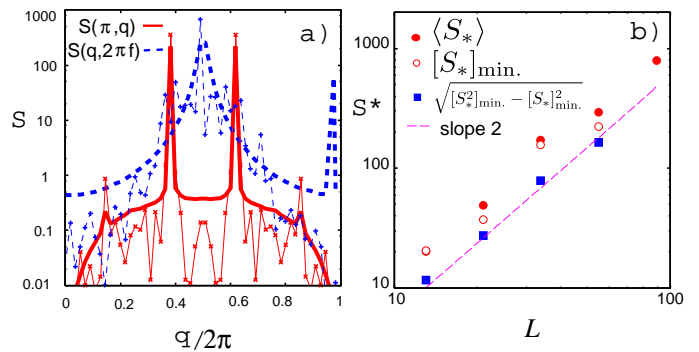 S(π,q)
S(q,2πf)
a)
S
1000
100
10
1
0.1
0.01
0
0.2
0.4
0.6
0.8
1
q/2π
b)
⟨S*⟩
[S*]min.
√([S*²]min. − [S*]²min.)
slope 2
S*
1000
100
10
10
100
L